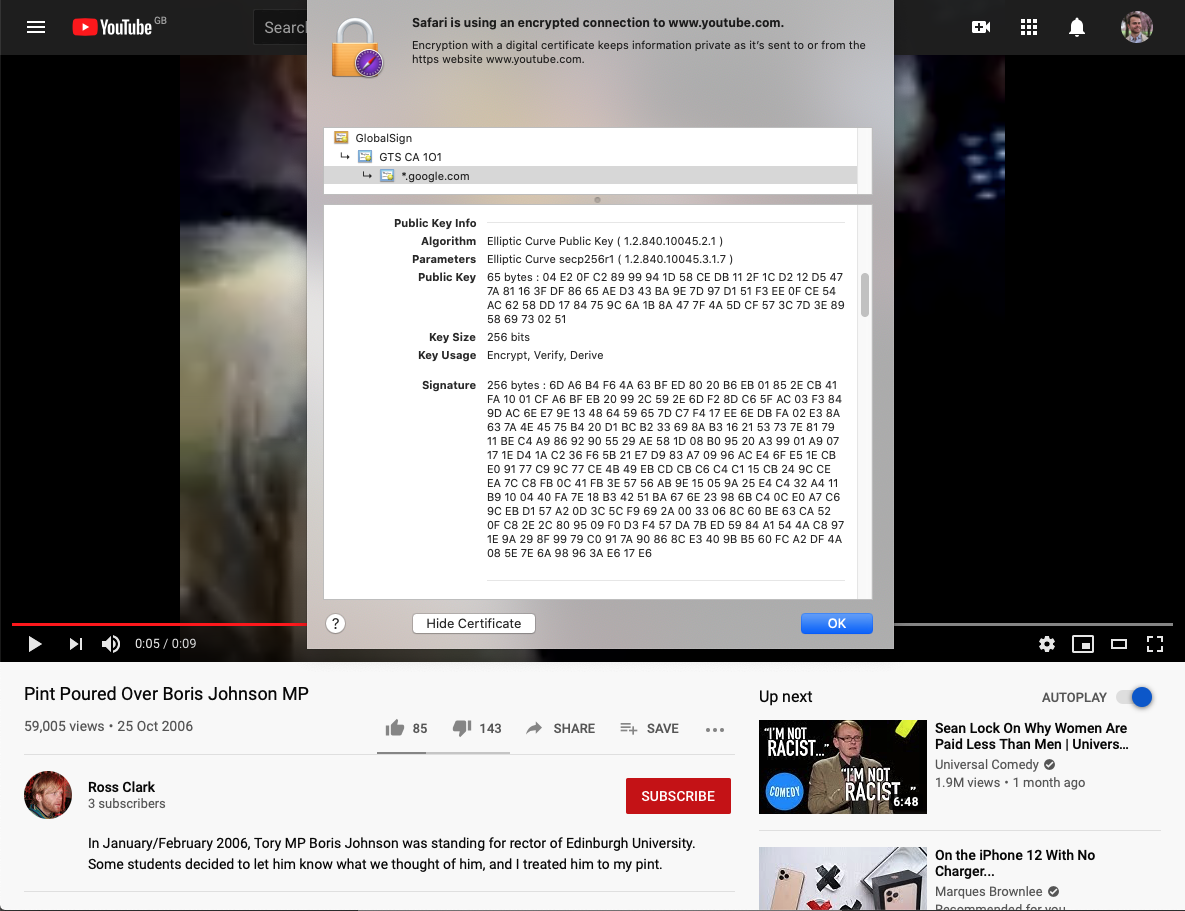 YouTube GB
Search
Safari is using an encrypted connection to www.youtube.com.
Encryption with a digital certificate keeps information private as it's sent to or from the
https website www.youtube.com.
GlobalSign
GTS CA 1O1
*.google.com
Public Key Info
Algorithm Elliptic Curve Public Key ( 1.2.840.10045.2.1 )
Parameters Elliptic Curve secp256r1 ( 1.2.840.10045.3.1.7 )
Public Key 65 bytes : 04 E2 0F C2 89 99 94 1D 58 CE DB 11 2F 1C D2 12 D5 47
7A 81 16 3F DF 86 65 AE D3 43 BA 9E 7D 97 D1 51 F3 EE 0F CE 54
AC 62 58 DD 17 84 75 9C 6A 1B 8A 47 7F 4A 5D CF 57 3C 7D 3E 89
58 69 73 02 51
Key Size 256 bits
Key Usage Encrypt, Verify, Derive
Signature 256 bytes : 6D A6 B4 F6 4A 63 BF ED 80 20 B6 EB 01 85 2E CB 41
FA 10 01 CF A6 BF EB 20 99 2C 59 2E 6D F2 8D C6 5F AC 03 F3 84
9D AC 6E E7 9E 13 48 64 59 65 7D C7 F4 17 EE 6E DB FA 02 E3 8A
63 7A 4E 45 75 B4 20 D1 BC B2 33 69 8A B3 16 21 53 73 7E 81 79
11 BE C4 A9 86 92 90 55 29 AE 58 1D 08 B0 95 20 A3 99 01 A9 07
17 1E D4 1A C2 36 F6 5B 21 E7 D9 83 A7 09 96 AC E4 6F E5 1E CB
E0 91 77 C9 9C 77 CE 4B 49 EB CD CB C6 C4 C1 15 CB 24 9C CE
EA 7C C8 FB 0C 41 FB 3E 57 56 AB 9E 15 05 9A 25 E4 C4 32 A4 11
B9 10 04 40 FA 7E 18 B3 42 51 BA 67 6E 23 98 6B C4 0C E0 A7 C6
9C EB D1 57 A2 0D 3C 5C F9 69 2A 00 33 06 8C 60 BE 63 CA 52
0F C8 2E 2C 80 95 09 F0 D3 F4 57 DA 7B ED 59 84 A1 54 4A C8 97
1E 9A 29 8F 99 79 C0 91 7A 90 86 8C E3 40 9B B5 60 FC A2 DF 4A
08 5E 7E 6A 98 96 3A E6 17 E6
?
Hide Certificate
OK
0:05 / 0:09
Pint Poured Over Boris Johnson MP
59,005 views • 25 Oct 2006
85
143
SHARE
SAVE
Ross Clark
3 subscribers
SUBSCRIBE
In January/February 2006, Tory MP Boris Johnson was standing for rector of Edinburgh University.
Some students decided to let him know what we thought of him, and I treated him to my pint.
Up next
AUTOPLAY
"I'M NOT
RACIST..."
"I'M NOT
RACIST..."
COMEDY
6:48
Sean Lock On Why Women Are
Paid Less Than Men | Univers...
Universal Comedy
1.9M views • 1 month ago
On the iPhone 12 With No
Charger...
Marques Brownlee
Recommended for you